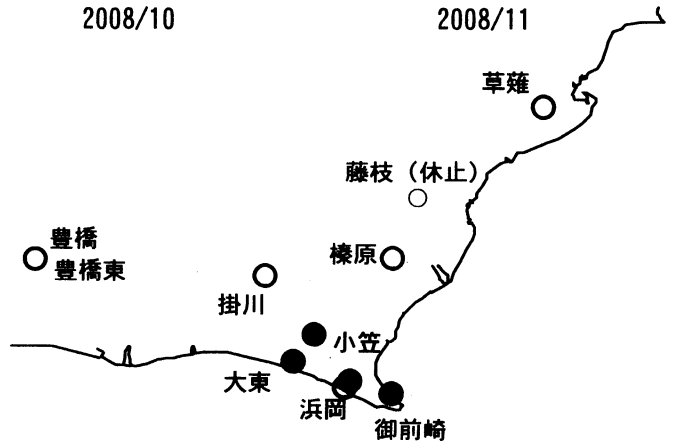 2008/10
2008/11
草薙
藤枝（休止）
豊橋
豊橋東
榛原
掛川
小笠
大東
浜岡
御前崎